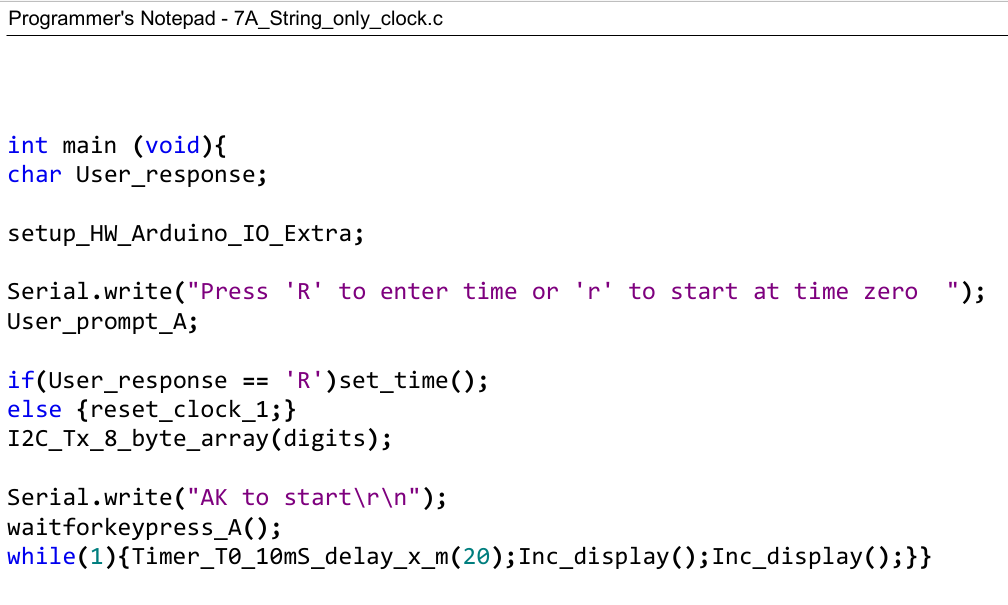 Programmer's Notepad - 7A_String_only_clock.c
int main (void){
char User_response;
setup_HW_Arduino_IO_Extra;
Serial.write("Press 'R' to enter time or 'r' to start at time zero  ");
User_prompt_A;
if(User_response == 'R')set_time();
else {reset_clock_1;}
I2C_Tx_8_byte_array(digits);
Serial.write("AK to start\r\n");
waitforkeypress_A();
while(1){Timer_T0_10mS_delay_x_m(20);Inc_display();Inc_display();}}